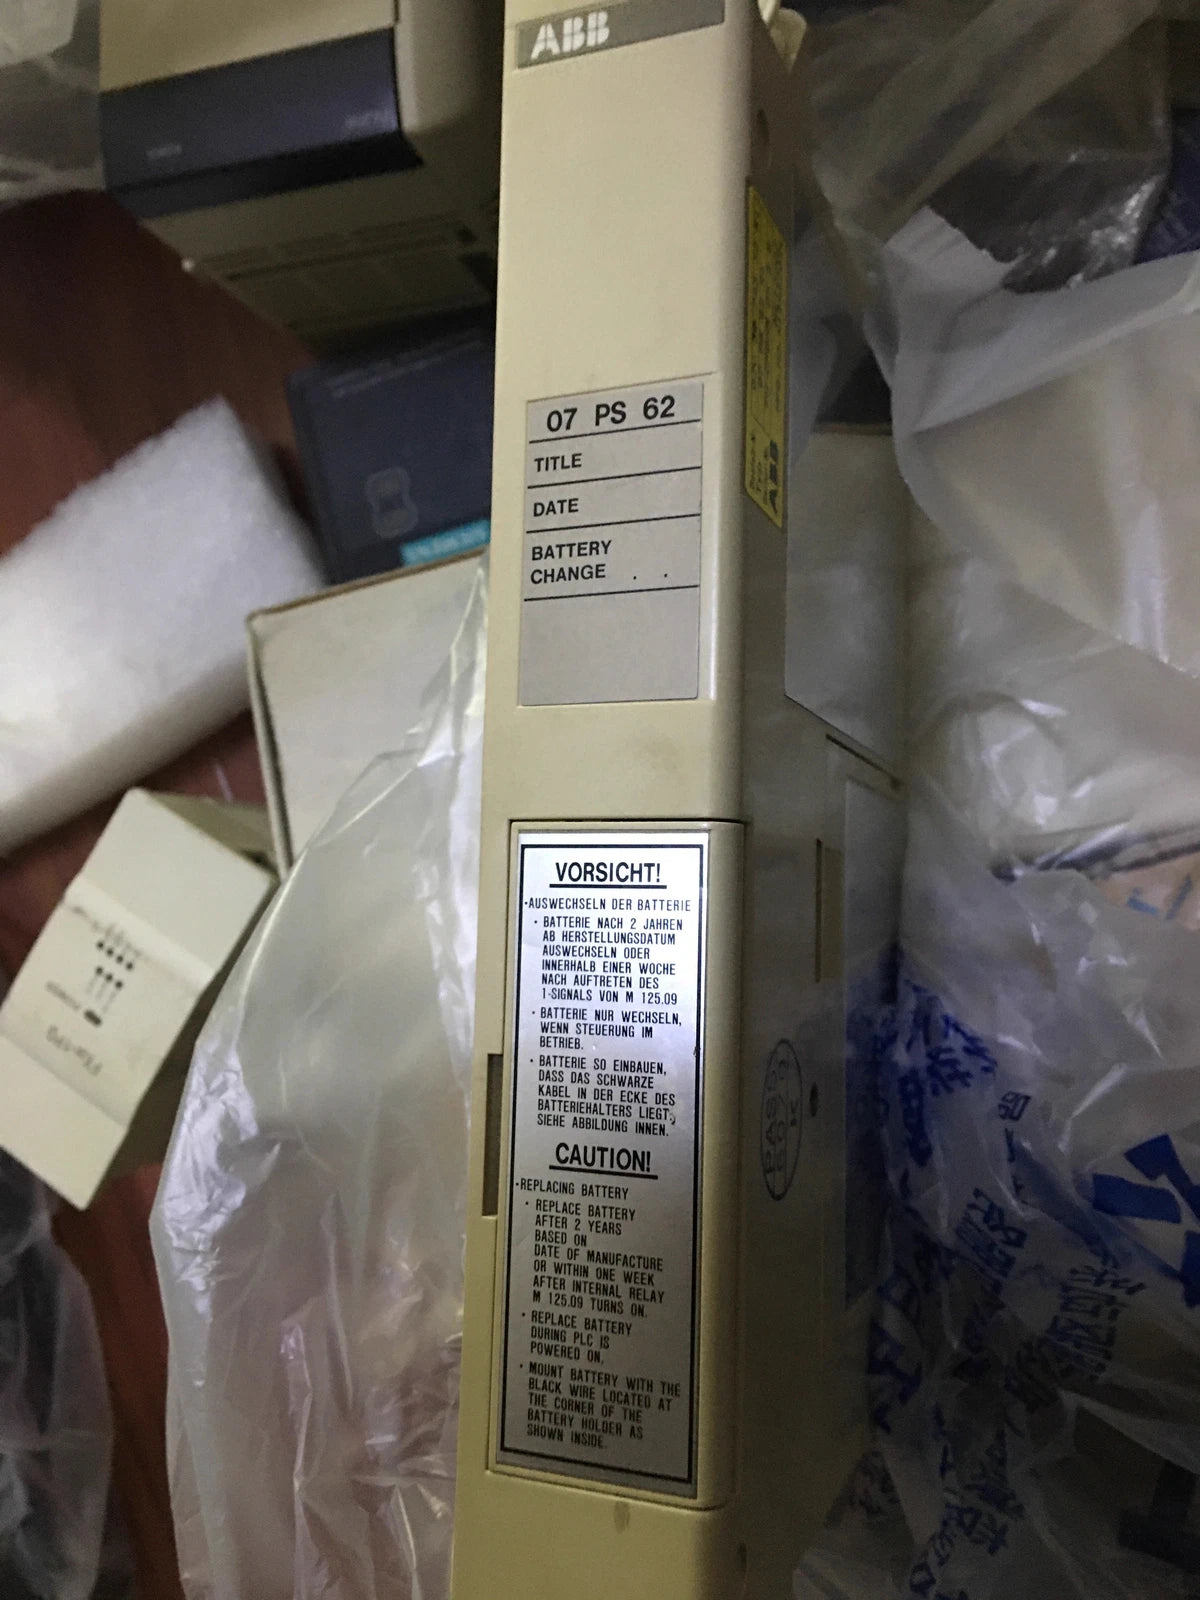 ABB
07 PS 62
TITLE
DATE
BATTERY
CHANGE . .
VORSICHT!
•AUSWECHSELN DER BATTERIE
• BATTERIE NACH 2 JAHREN
AB HERSTELLUNGSDATUM
AUSWECHSELN ODER
INNERHALB EINER WOCHE
NACH AUFTRETEN DES
1-SIGNALS VON M 125.09
• BATTERIE NUR WECHSELN,
WENN STEUERUNG IM
BETRIEB.
• BATTERIE SO EINBAUEN,
DASS DAS SCHWARZE
KABEL IN DER ECKE DES
BATTERIEHALTERS LIEGT,
SIEHE ABBILDUNG INNEN.
CAUTION!
•REPLACING BATTERY
• REPLACE BATTERY
AFTER 2 YEARS
BASED ON
DATE OF MANUFACTURE
OR WITHIN ONE WEEK
AFTER INTERNAL RELAY
M 125.09 TURNS ON.
• REPLACE BATTERY
DURING PLC IS
POWERED ON,
• MOUNT BATTERY WITH THE
BLACK WIRE LOCATED AT
THE CORNER OF THE
BATTERY HOLDER AS
SHOWN INSIDE.
PASS